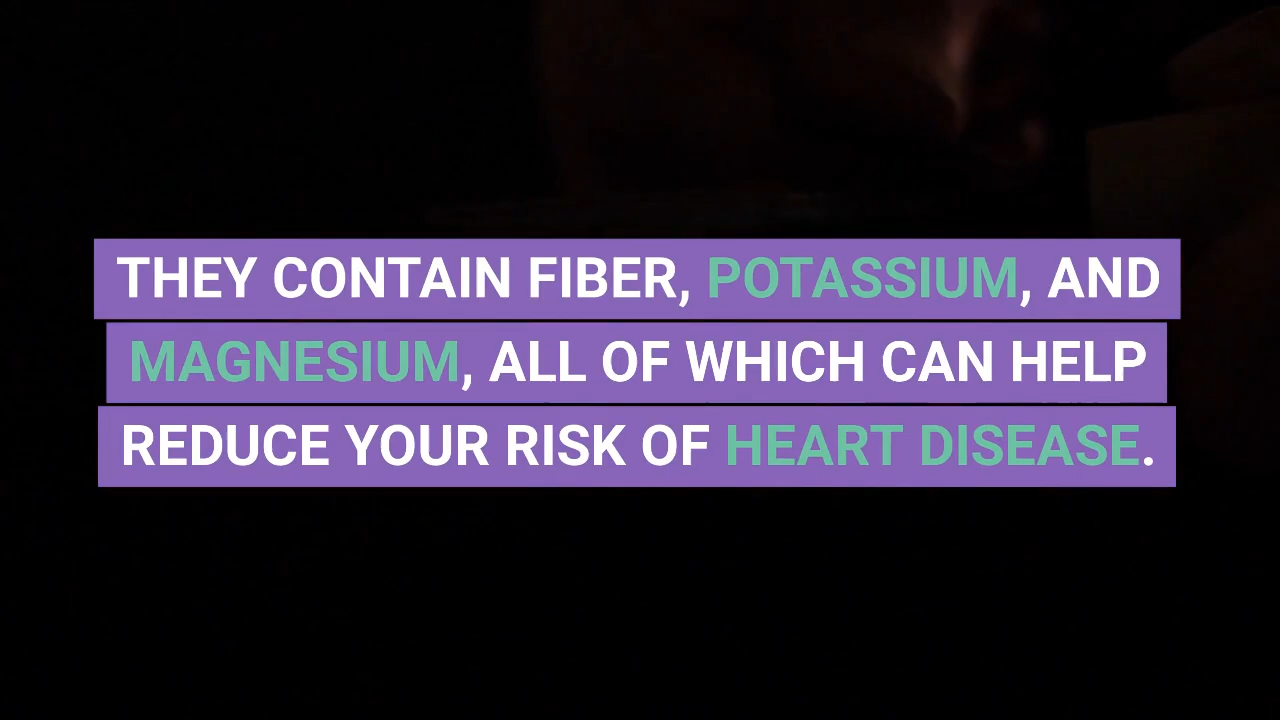 THEY CONTAIN FIBER, POTASSIUM, AND
MAGNESIUM, ALL OF WHICH CAN HELP
REDUCE YOUR RISK OF HEART DISEASE.